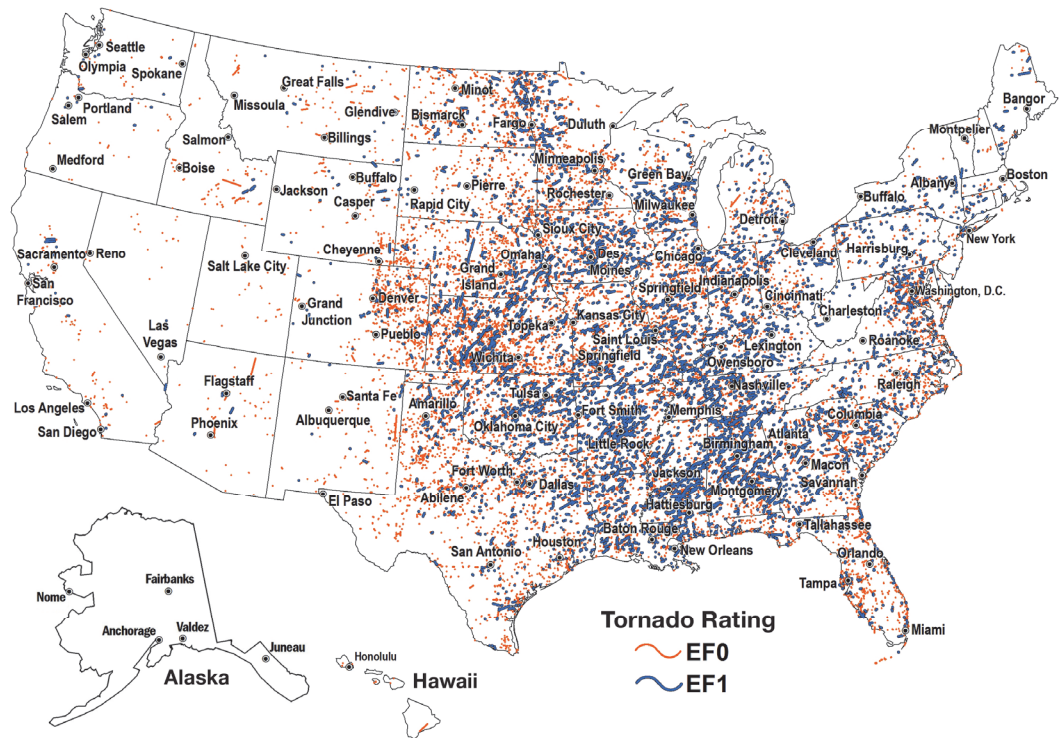 Seattle
Olympia
Spokane
Great Falls
Minot
Portland
Missoula
Glendive
Bismarck
Fargo
Duluth
Bangor
Salem
Salmon
Billings
Montpelier
Medford
Boise
Buffalo
Minneapolis
Green Bay
Albany
Boston
Jackson
Pierre
Rochester
Buffalo
Casper
Rapid City
Milwaukee
Detroit
New York
Sioux City
Cleveland
Harrisburg
Sacramento
Reno
Cheyenne
Omaha
Des
Moines
Chicago
Salt Lake City
Grand
Island
Springfield
Indianapolis
Cincinnati
Washington, D.C.
San
Francisco
Grand
Junction
Denver
Charleston
Las
Vegas
Pueblo
Topeka
Kansas City
Saint Louis
Lexington
Roanoke
Wichita
Springfield
Owensboro
Flagstaff
Santa Fe
Tulsa
Nashville
Raleigh
Los Angeles
Amarillo
Fort Smith
Memphis
Columbia
San Diego
Phoenix
Albuquerque
Oklahoma City
Little Rock
Birmingham
Atlanta
Fort Worth
Jackson
Macon
El Paso
Abilene
Dallas
Montgomery
Savannah
Hattiesburg
Baton Rouge
Tallahassee
San Antonio
Houston
New Orleans
Orlando
Fairbanks
Tampa
Nome
Anchorage
Valdez
Miami
Juneau
Honolulu
Alaska
Hawaii
Tornado Rating
EF0
EF1